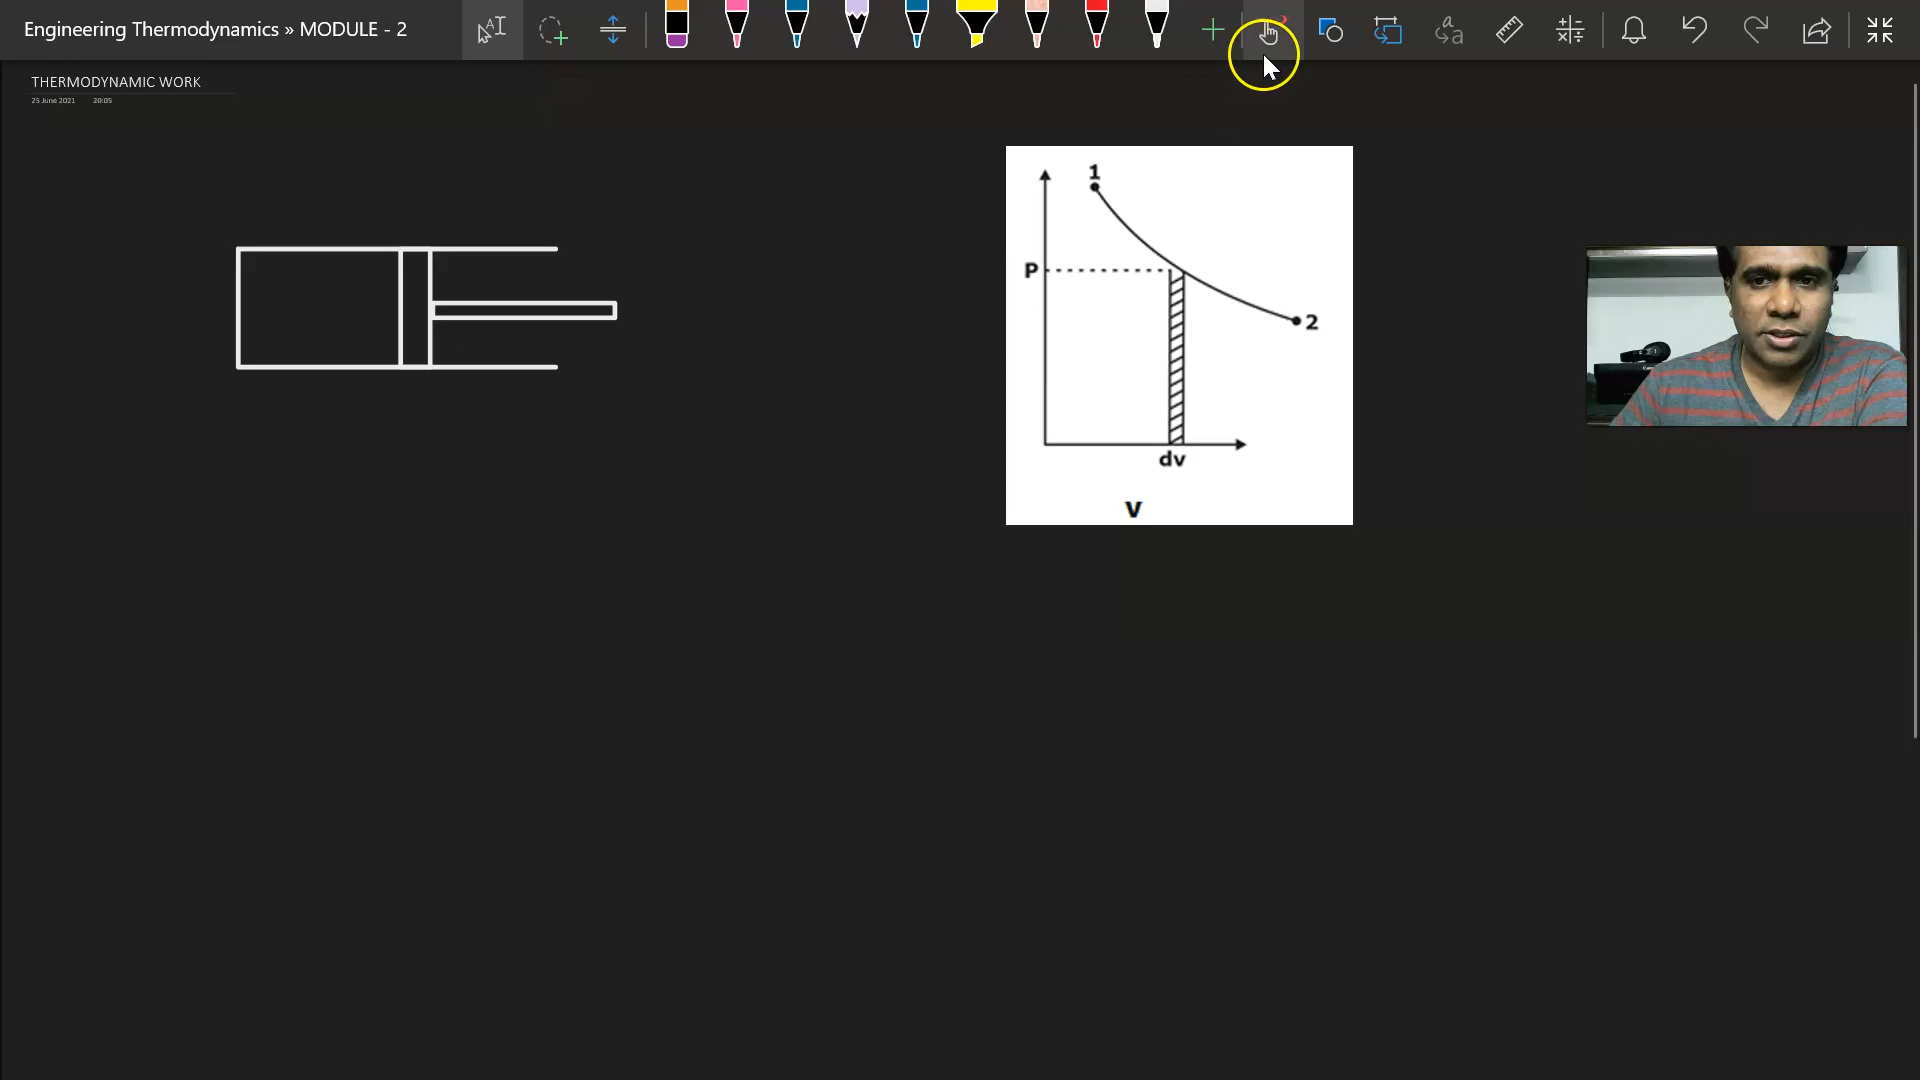 Engineering Thermodynamics » MODULE - 2
THERMODYNAMIC WORK
25 June 2021 20:05
1
P
2
dv
V